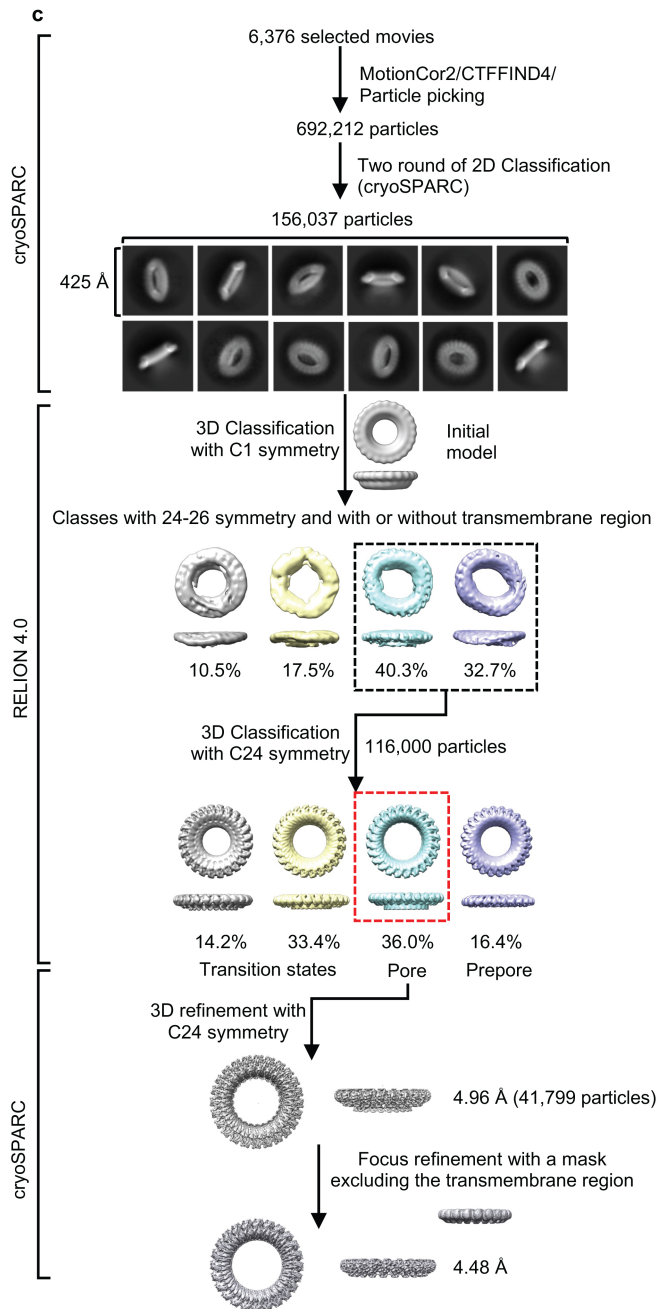 c
6,376 selected movies
MotionCor2/CTFFIND4/
Particle picking
692,212 particles
Two round of 2D Classification
(cryoSPARC)
156,037 particles
cryoSPARC
425 Å
3D Classification
with C1 symmetry
Initial
model
Classes with 24-26 symmetry and with or without transmembrane region
10.5%
17.5%
40.3%
32.7%
RELION 4.0
3D Classification
with C24 symmetry
116,000 particles
14.2%
33.4%
36.0%
16.4%
Transition states
Pore
Prepore
3D refinement with
C24 symmetry
4.96 Å (41,799 particles)
cryoSPARC
Focus refinement with a mask
excluding the transmembrane region
4.48 Å